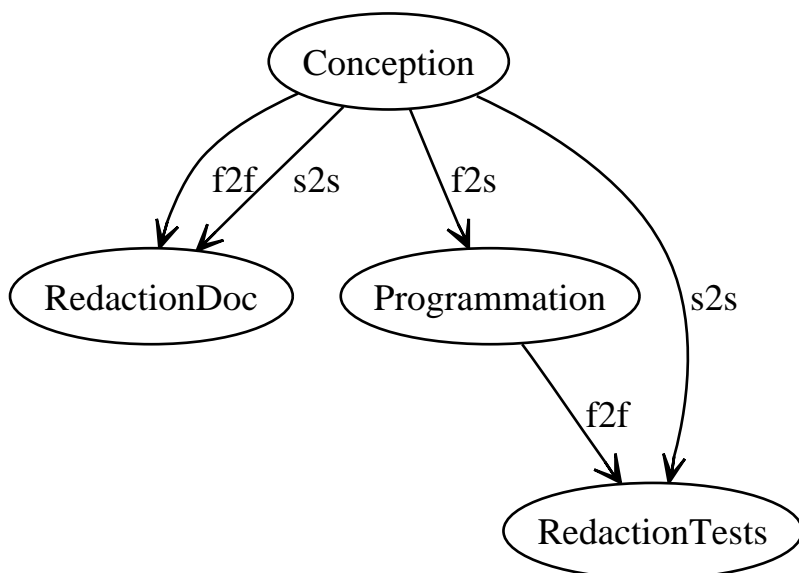 Conception
f2f
s2s
f2s
RedactionDoc
Programmation
s2s
f2f
RedactionTests